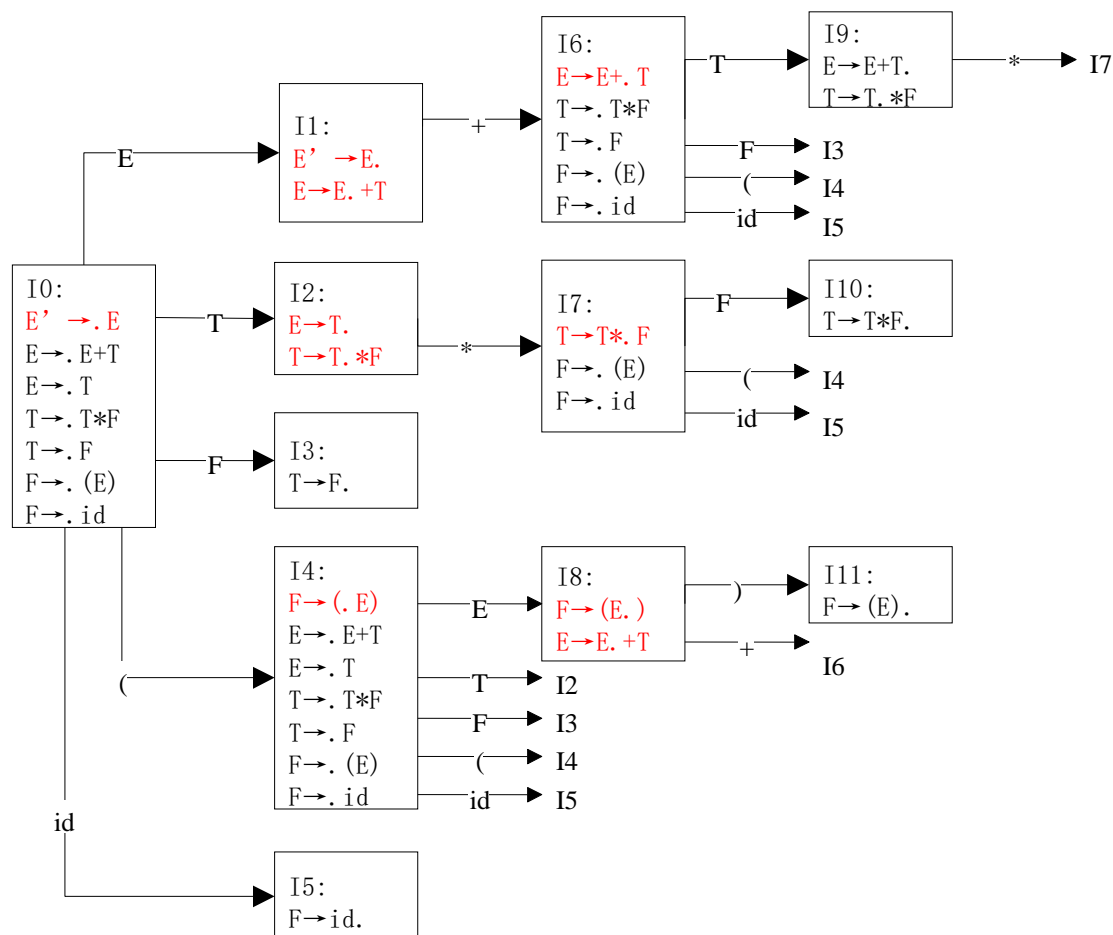 I0:
E’ →.E
E→.E+T
E→.T
T→.T*F
T→.F
F→.(E)
F→.id
E
I1:
E’ →E.
E→E.+T
+
I6:
E→E+.T
T→.T*F
T→.F
F→.(E)
F→.id
T
I9:
E→E+T.
T→T.*F
*
I7
F
I3
(
I4
id
I5
T
I2:
E→T.
T→T.*F
*
I7:
T→T*.F
F→.(E)
F→.id
F
I10:
T→T*F.
(
I4
id
I5
F
I3:
T→F.
(
I4:
F→(.E)
E→.E+T
E→.T
T→.T*F
T→.F
F→.(E)
F→.id
E
I8:
F→(E.)
E→E.+T
)
I11:
F→(E).
+
I6
T
I2
F
I3
(
I4
id
I5
id
I5:
F→id.